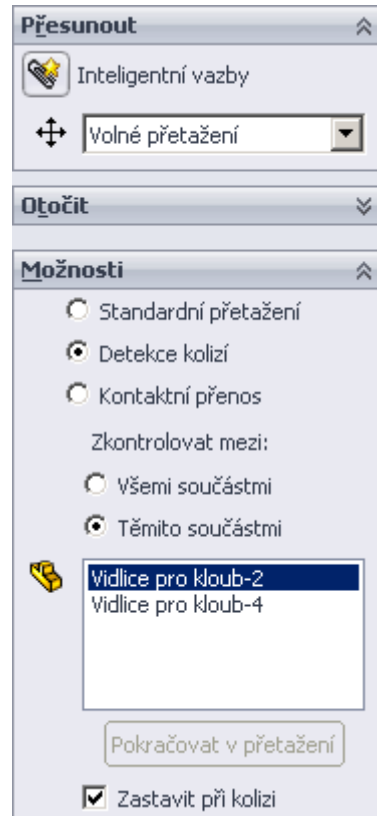 Přesunout
Inteligentní vazby
Volné přetažení
Otočit
Možnosti
Standardní přetažení
Detekce kolizí
Kontaktní přenos
Zkontrolovat mezi:
Všemi součástmi
Těmito součástmi
Vidlice pro kloub-2
Vidlice pro kloub-4
Pokračovat v přetažení
Zastavit při kolizi